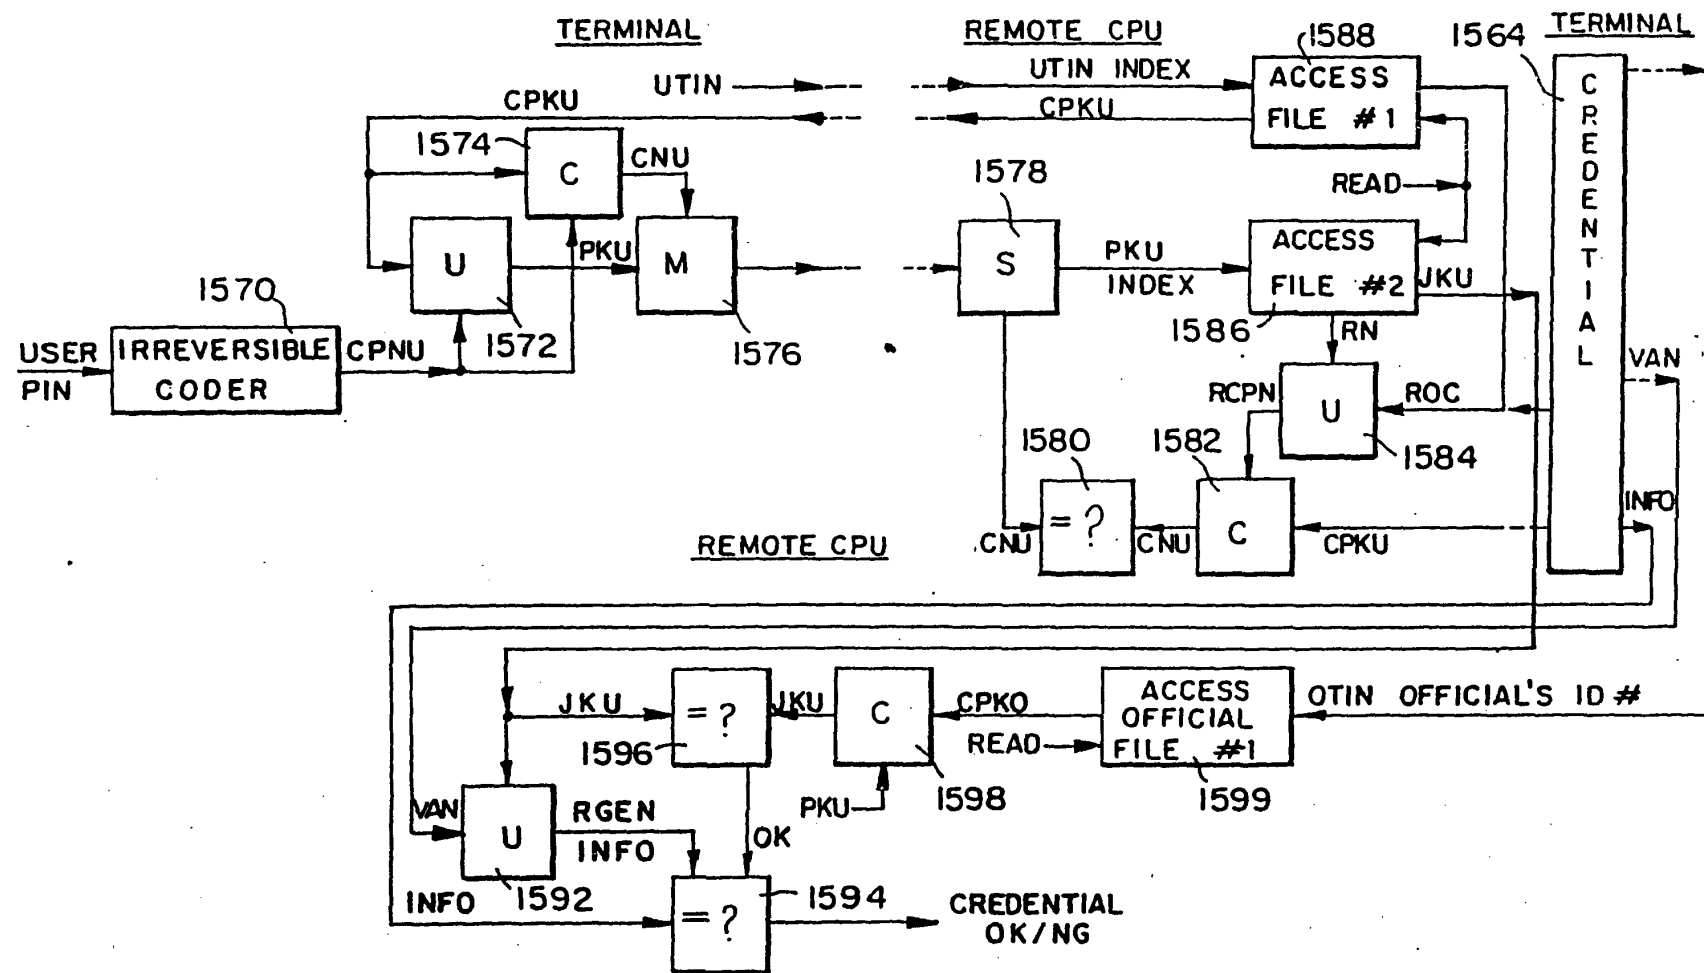 TERMINAL
REMOTE CPU
1588
1564
TERMINAL
UTIN
UTIN INDEX
ACCESS
FILE #1
CPKU
CPKU
1574
C
CNU
1578
READ
CREDENTIAL
U
PKU
M
S
PKU
INDEX
ACCESS
FILE #2
JKU
1570
1572
1576
1586
RN
USER
PIN
IRREVERSIBLE
CODER
CPNU
VAN
RCPN
U
ROC
1580
1582
1584
= ?
C
INFO
CNU
CNU
CPKU
REMOTE CPU
JKU
= ?
JKU
C
CPKO
ACCESS
OFFICIAL
FILE #1
OTIN OFFICIAL'S ID #
1596
READ
PKU
1598
1599
VAN
U
RGEN
INFO
OK
INFO
1592
= ?
1594
CREDENTIAL
OK/NG